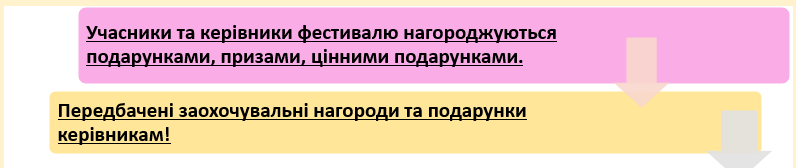 Учасники та керівники фестивалю нагороджуються
подарунками, призами, цінними подарунками.
Передбачені заохочувальні нагороди та подарунки
керівникам!